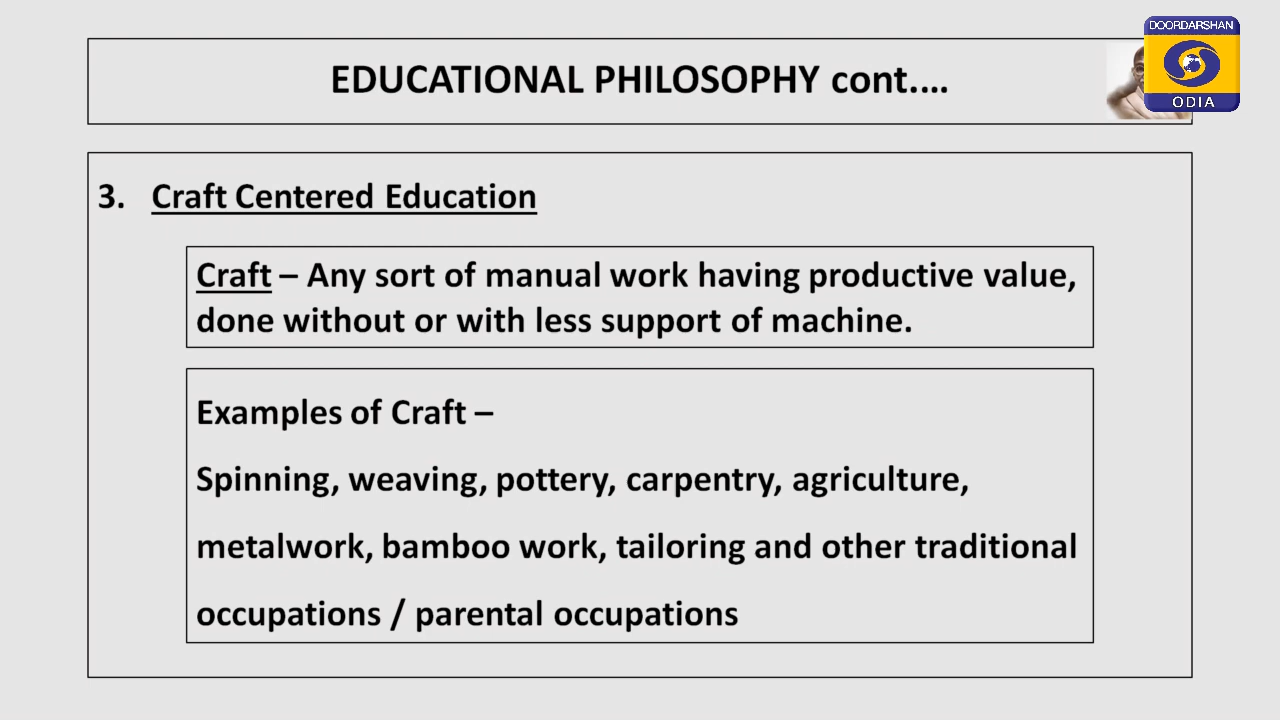 DOORDARSHAN
ODIA
EDUCATIONAL PHILOSOPHY cont.…
3. Craft Centered Education
Craft – Any sort of manual work having productive value,
done without or with less support of machine.
Examples of Craft –
Spinning, weaving, pottery, carpentry, agriculture,
metalwork, bamboo work, tailoring and other traditional
occupations / parental occupations